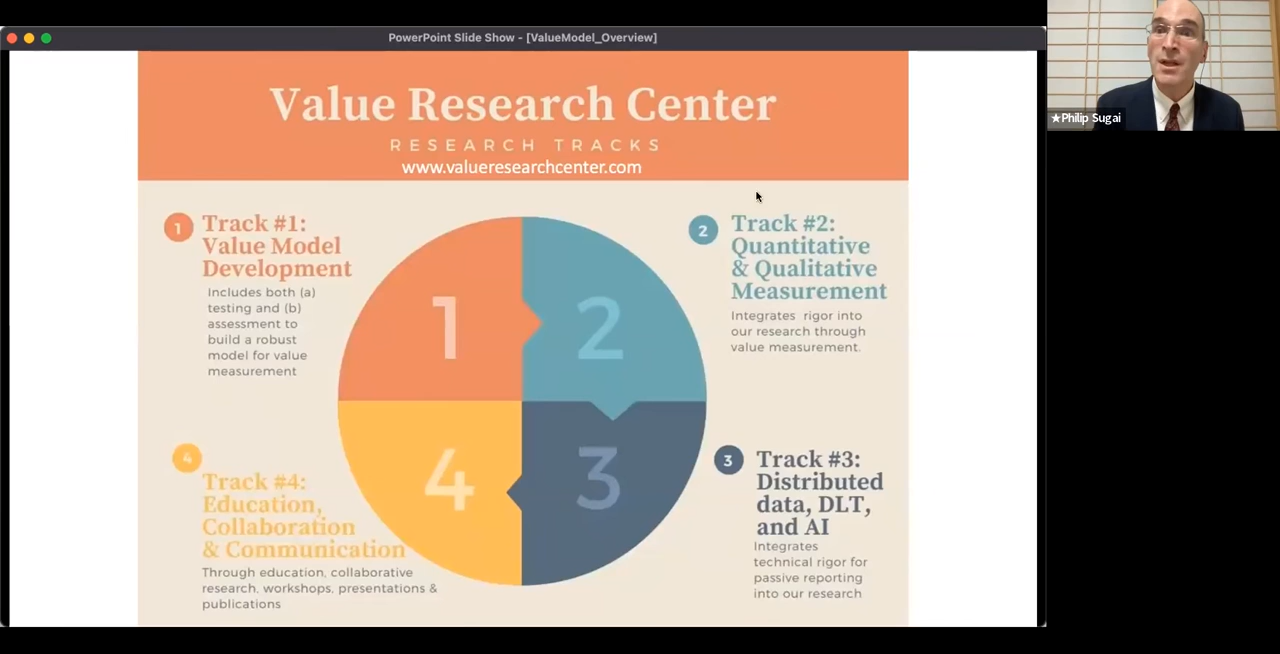 PowerPoint Slide Show - [ValueModel_Overview]
Value Research Center
RESEARCH TRACKS
www.valueresearchcenter.com
1
Track #1:
Value Model
Development
Includes both (a)
testing and (b)
assessment to
build a robust
model for value
measurement
2
Track #2:
Quantitative
& Qualitative
Measurement
Integrates rigor into
our research through
value measurement.
1
2
4
3
4
Track #4:
Education,
Collaboration
& Communication
Through education, collaborative
research, workshops, presentations &
publications
3
Track #3:
Distributed
data, DLT,
and AI
Integrates
technical rigor for
passive reporting
into our research
★Philip Sugai